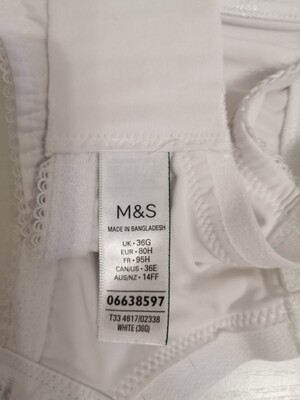 M&S
MADE IN BANGLADESH
UK • 36G
EUR • 80H
FR • 95H
CAN/US • 36E
AUS/NZ • 14FF
06638597
T33 4617/02338
WHITE (36G)